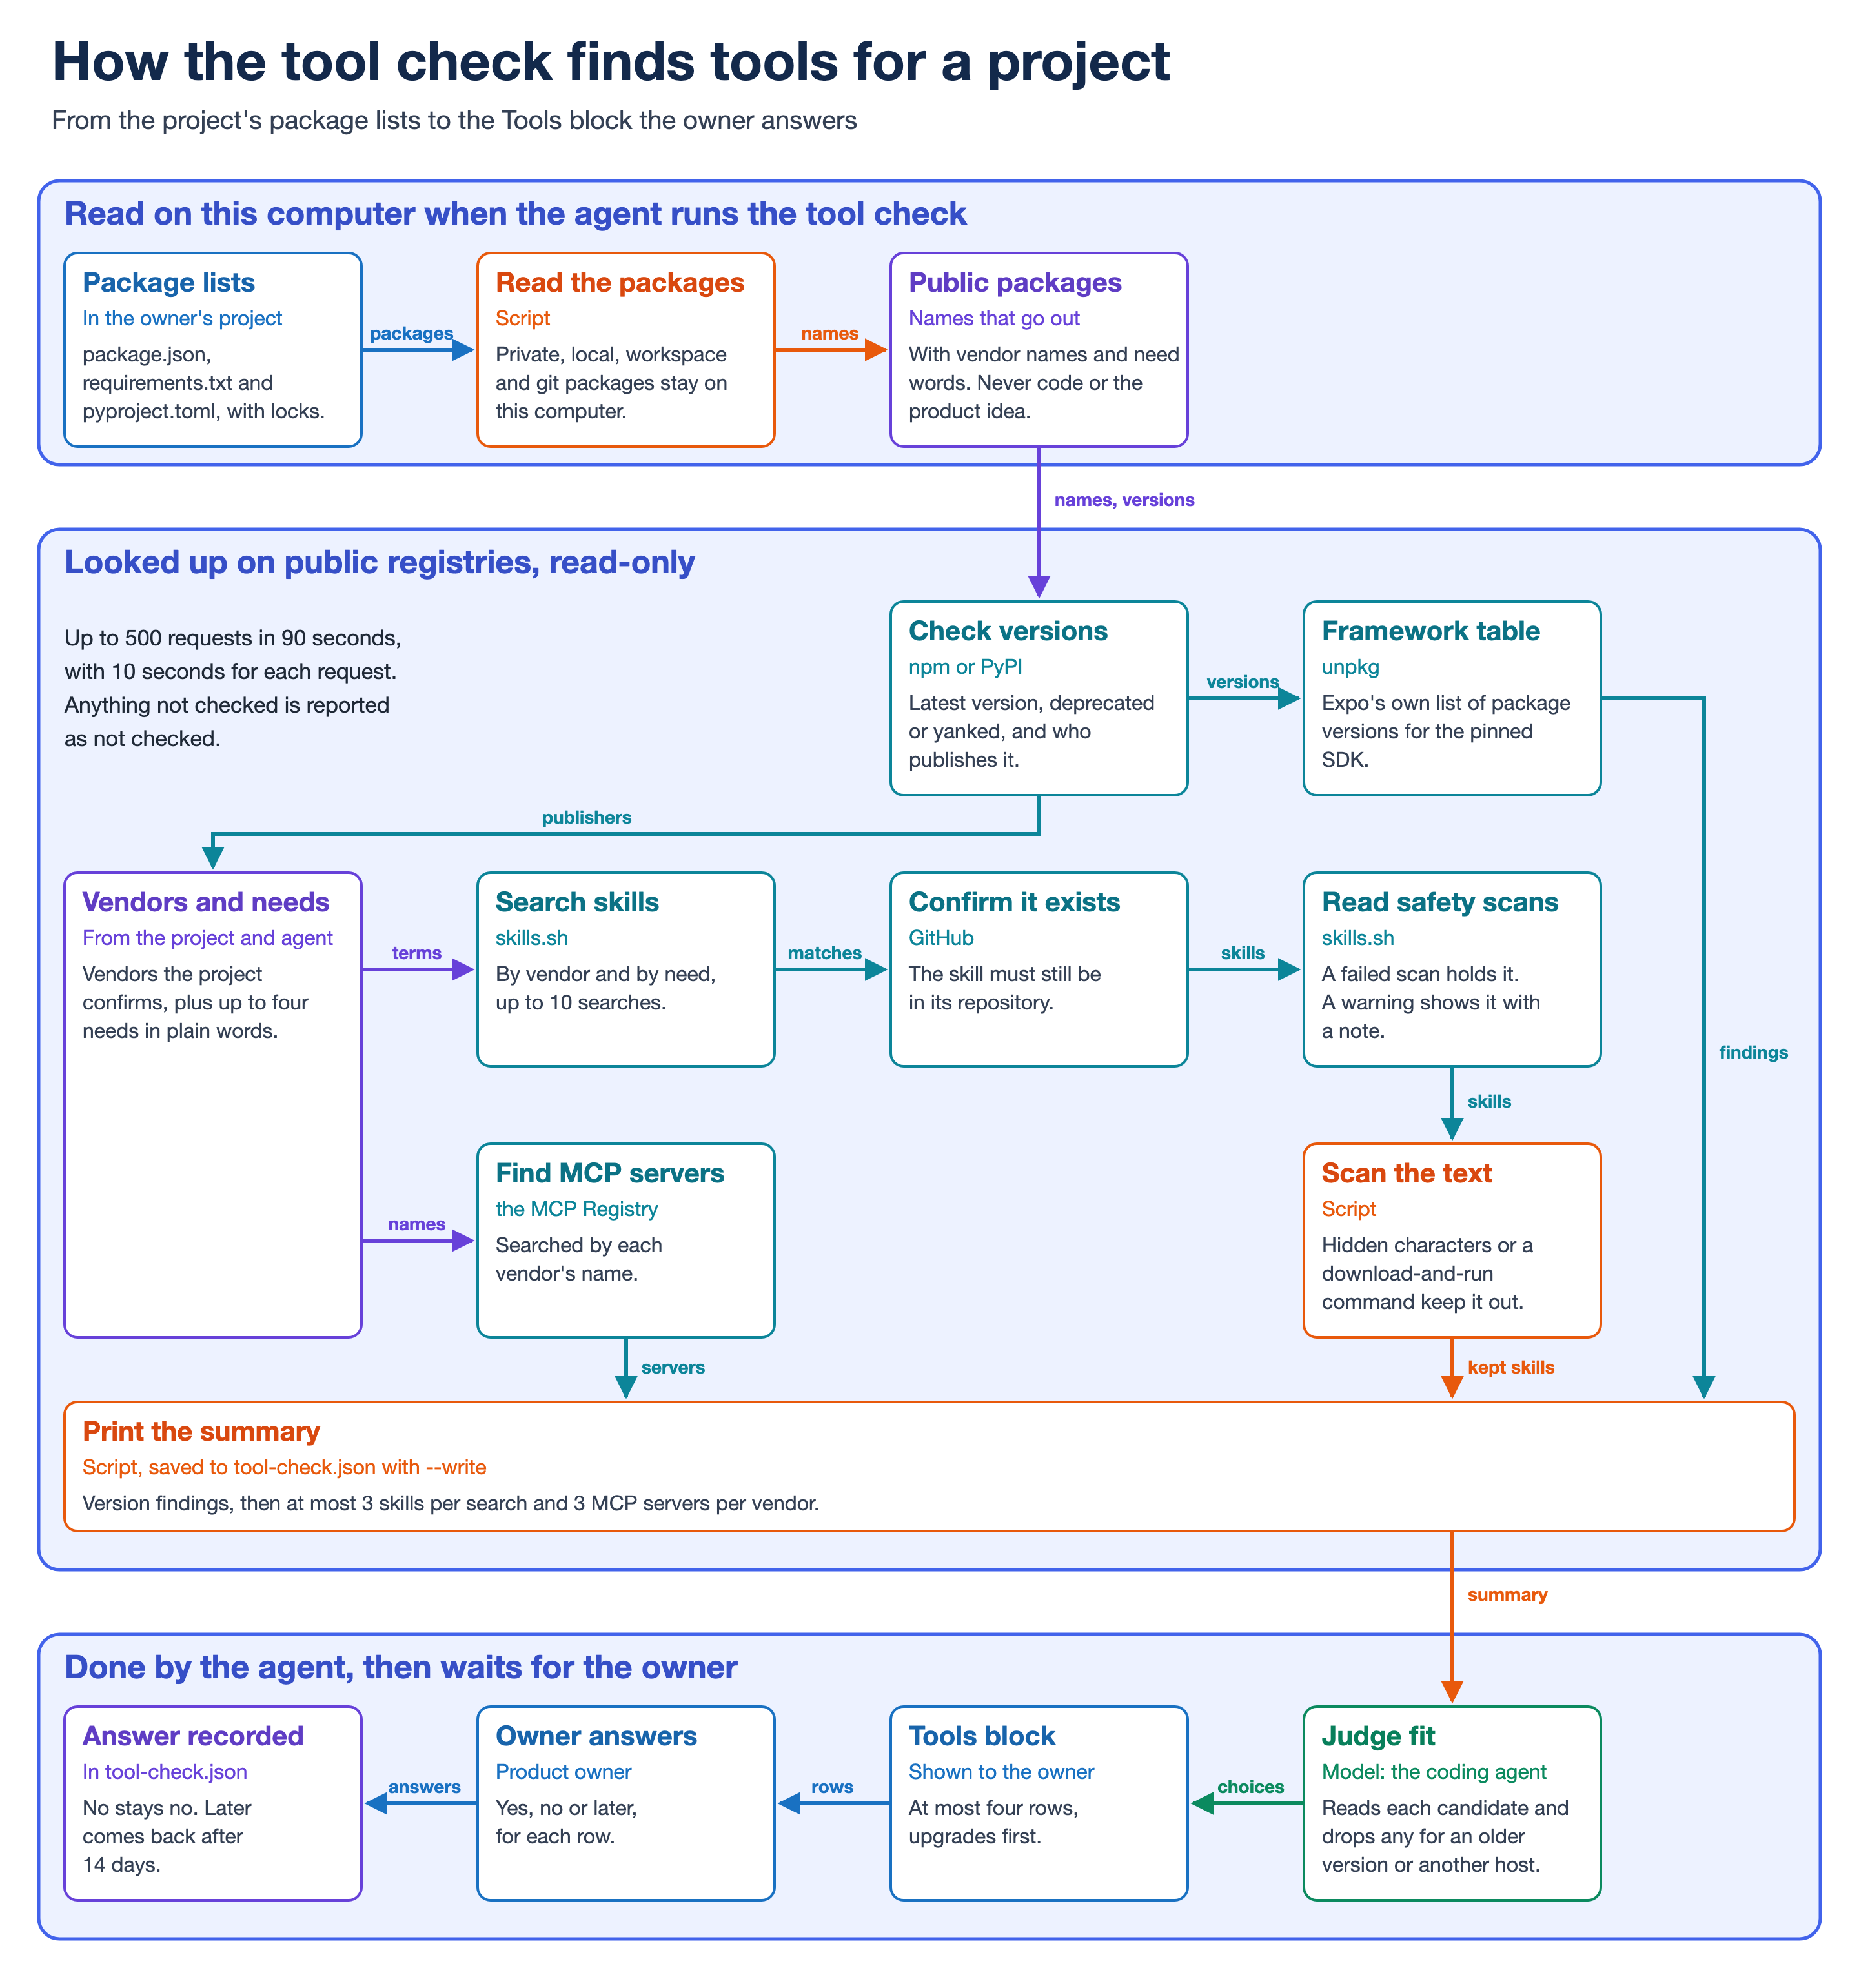 How the tool check finds tools for a project
From the project's package lists to the Tools block the owner answers
Read on this computer when the agent runs the tool check
Package lists
In the owner's project
package.json,
requirements.txt and
pyproject.toml, with locks.
packages
Read the packages
Script
Private, local, workspace
and git packages stay on
this computer.
names
Public packages
Names that go out
With vendor names and need
words. Never code or the
product idea.
names, versions
Looked up on public registries, read-only
Up to 500 requests in 90 seconds,
with 10 seconds for each request.
Anything not checked is reported
as not checked.
Check versions
npm or PyPI
Latest version, deprecated
or yanked, and who
publishes it.
versions
Framework table
unpkg
Expo's own list of package
versions for the pinned
SDK.
publishers
Vendors and needs
From the project and agent
Vendors the project
confirms, plus up to four
needs in plain words.
terms
Search skills
skills.sh
By vendor and by need,
up to 10 searches.
matches
Confirm it exists
GitHub
The skill must still be
in its repository.
skills
Read safety scans
skills.sh
A failed scan holds it.
A warning shows it with
a note.
findings
skills
names
Find MCP servers
the MCP Registry
Searched by each
vendor's name.
Scan the text
Script
Hidden characters or a
download-and-run
command keep it out.
servers
kept skills
Print the summary
Script, saved to tool-check.json with --write
Version findings, then at most 3 skills per search and 3 MCP servers per vendor.
summary
Done by the agent, then waits for the owner
Answer recorded
In tool-check.json
No stays no. Later
comes back after
14 days.
answers
Owner answers
Product owner
Yes, no or later,
for each row.
rows
Tools block
Shown to the owner
At most four rows,
upgrades first.
choices
Judge fit
Model: the coding agent
Reads each candidate and
drops any for an older
version or another host.